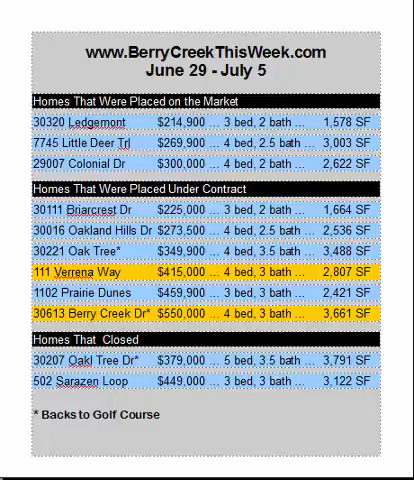 www.BerryCreekThisWeek.com
June 29 - July 5
Homes That Were Placed on the Market
30320 Ledgemont $214,900 ... 3 bed, 2 bath ... 1,578 SF
7745 Little Deer Trl $269,900 ... 4 bed, 2.5 bath ... 3,003 SF
29007 Colonial Dr $300,000 ... 4 bed, 2 bath ... 2,622 SF
Homes That Were Placed Under Contract
30111 Briarcrest Dr $225,000 ... 3 bed, 2 bath ... 1,664 SF
30016 Oakland Hills Dr $273,500 ... 4 bed, 2.5 bath ... 2,536 SF
30221 Oak Tree* $349,900 ... 4 bed, 3.5 bath ... 3,488 SF
111 Verrena Way $415,000 ... 4 bed, 3 bath ... 2,807 SF
1102 Prairie Dunes $459,900 ... 3 bed, 3 bath ... 2,421 SF
30613 Berry Creek Dr* $550,000 ... 4 bed, 3 bath ... 3,661 SF
Homes That Closed
30207 Oakl Tree Dr* $379,000 ... 5 bed, 3.5 bath ... 3,791 SF
502 Sarazen Loop $449,000 ... 3 bed, 3 bath ... 3,122 SF
* Backs to Golf Course